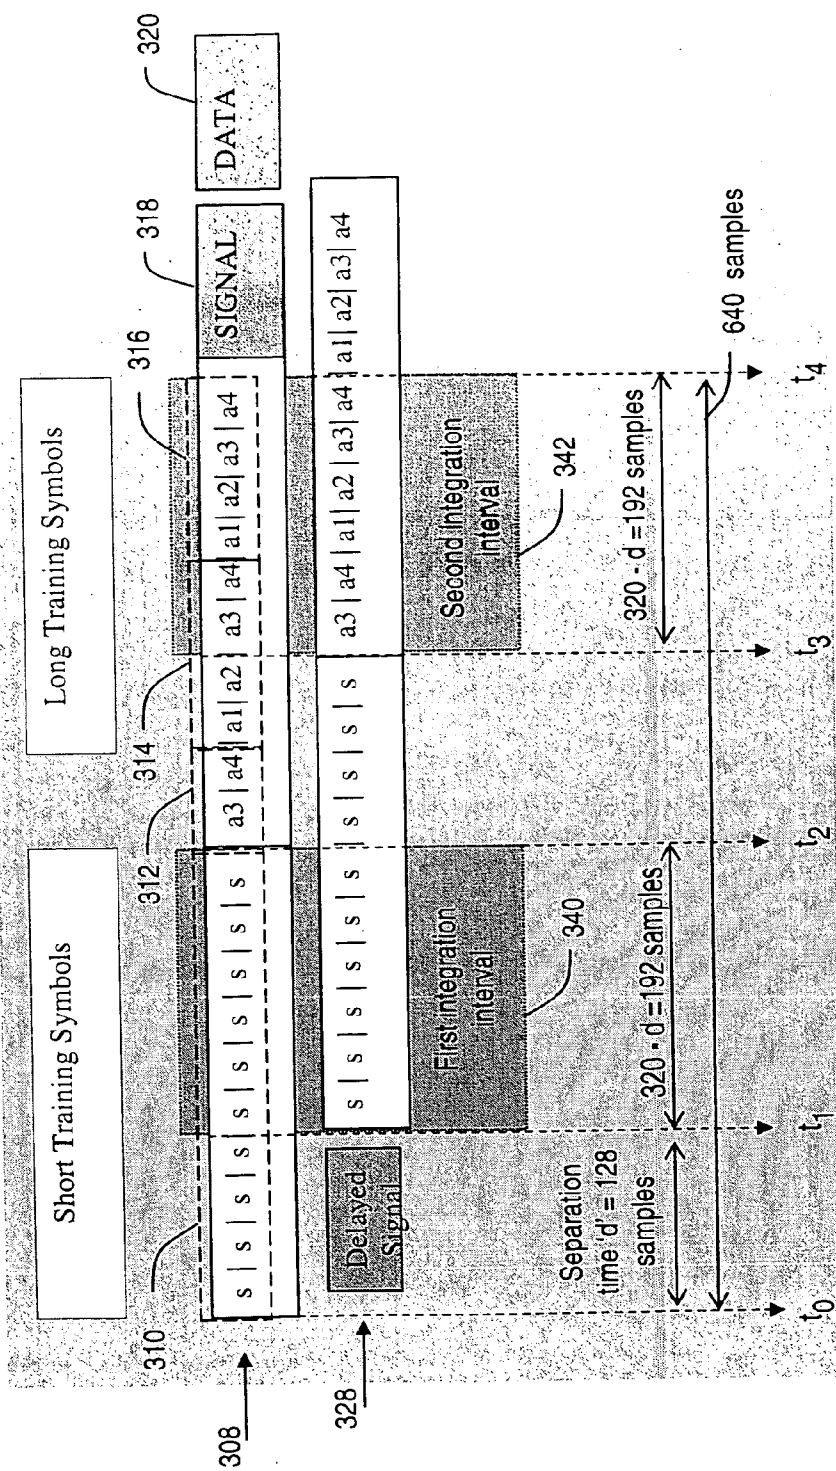 Short Training Symbols
Long Training Symbols
310
312
314
316
318
320
308
s | s | s | s | s | s | s | s | s | s
a3 | a4 | a1 | a2 | a3 | a4 | a1 | a2 | a3 | a4
SIGNAL
DATA
328
Delayed
Signal
s | s | s | s | s | s | s | s | s | s
a3 | a4 | a1 | a2 | a3 | a4 | a1 | a2 | a3 | a4
First integration
interval
340
Second Integration
Interval
342
Separation
time 'd' = 128
samples
320 - d =192 samples
320 - d =192 samples
640 samples
t0
t1
t2
t3
t4